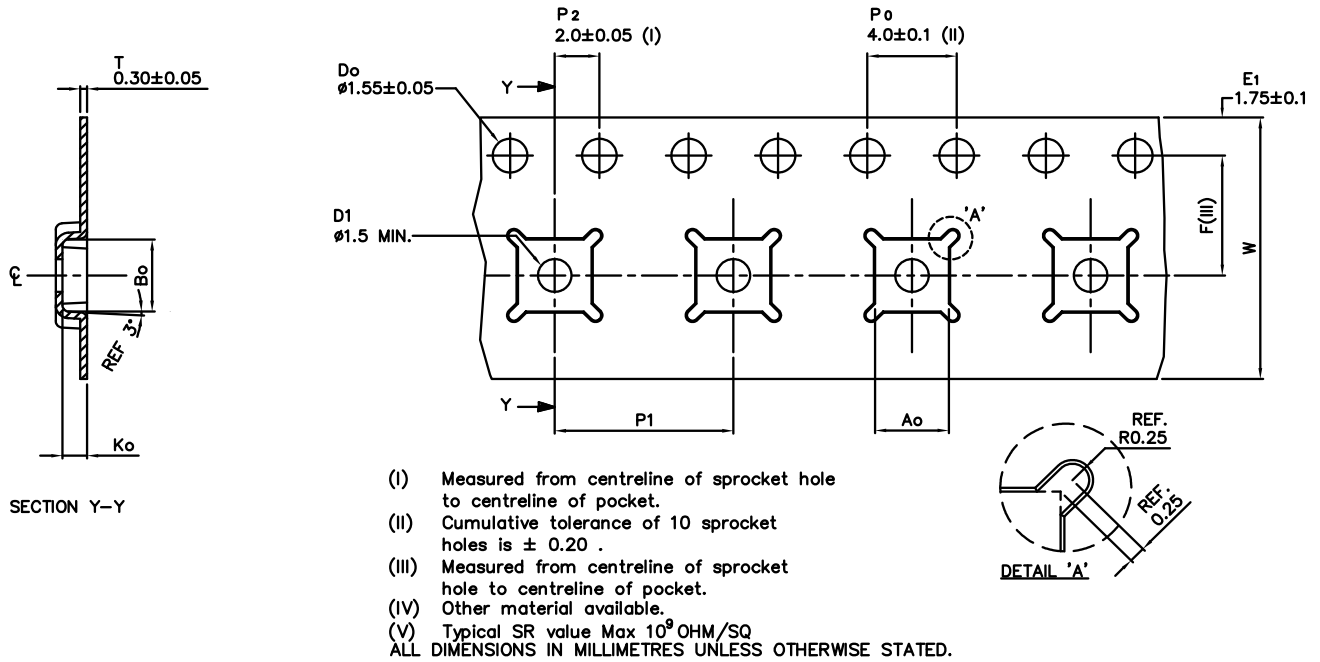 P2
2.0±0.05 (I)
Po
4.0±0.1 (II)
T
0.30±0.05
Do
ø1.55±0.05
Y
E1
1.75±0.1
D1
ø1.5 MIN.
'A'
F(III)
W
℄
Bo
REF 3°
Ko
Y
P1
Ao
SECTION Y-Y
REF.
R0.25
REF.
0.25
DETAIL 'A'
(I) Measured from centreline of sprocket hole
to centreline of pocket.
(II) Cumulative tolerance of 10 sprocket
holes is ± 0.20 .
(III) Measured from centreline of sprocket
hole to centreline of pocket.
(IV) Other material available.
(V) Typical SR value Max 10⁹ OHM/SQ
ALL DIMENSIONS IN MILLIMETRES UNLESS OTHERWISE STATED.